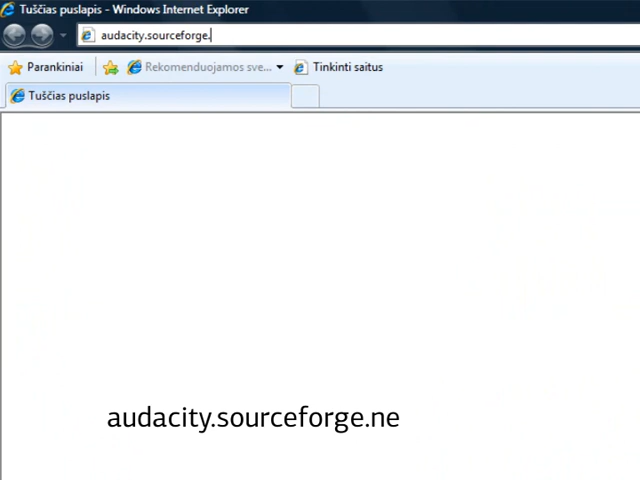 Tuščias puslapis - Windows Internet Explorer
audacity.sourceforge.
Parankiniai Rekomenduojamos sve... Tinkinti saitus
Tuščias puslapis
audacity.sourceforge.ne